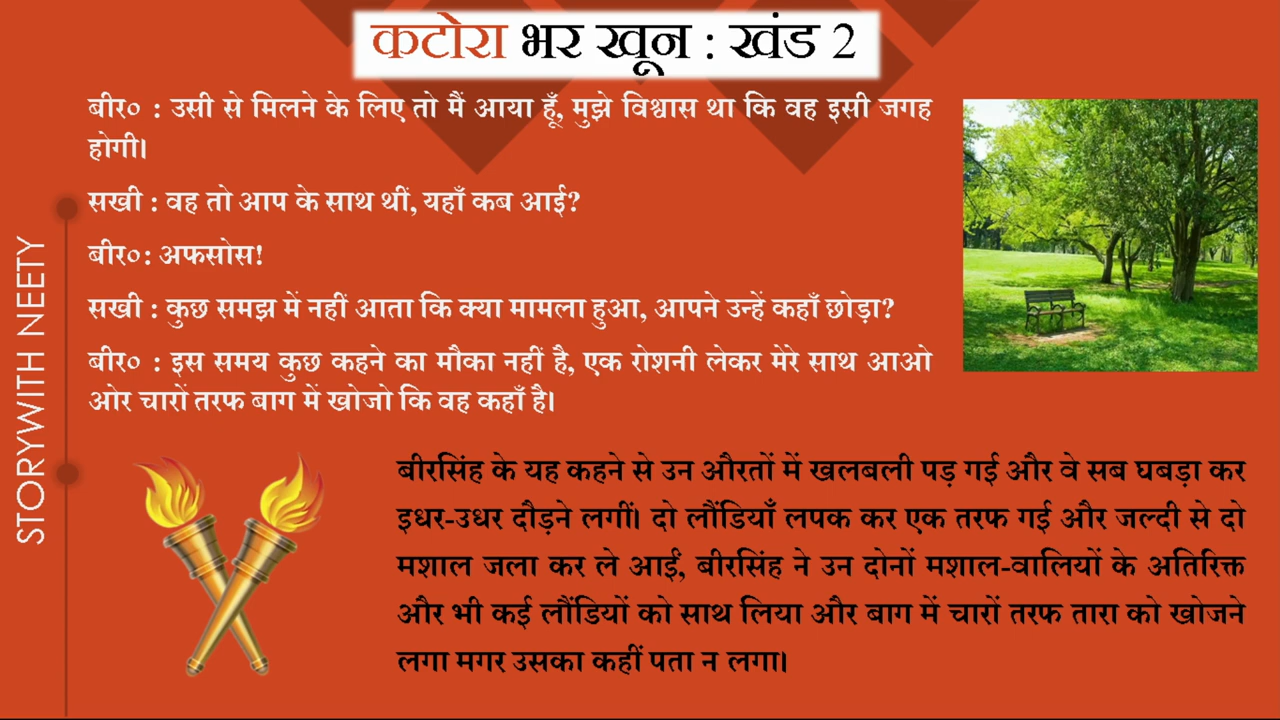 कटोरा भर खून : खंड 2
बीर० : उसी से मिलने के लिए तो मैं आया हूँ, मुझे विश्वास था कि वह इसी जगह
होगी।
सखी : वह तो आप के साथ थीं, यहाँ कब आई?
बीर०: अफसोस!
सखी : कुछ समझ में नहीं आता कि क्या मामला हुआ, आपने उन्हें कहाँ छोड़ा?
बीर० : इस समय कुछ कहने का मौका नहीं है, एक रोशनी लेकर मेरे साथ आओ
ओर चारों तरफ बाग में खोजो कि वह कहाँ है।
STORYWITH NEETY
बीरसिंह के यह कहने से उन औरतों में खलबली पड़ गई और वे सब घबड़ा कर
इधर-उधर दौड़ने लगीं। दो लौंडियाँ लपक कर एक तरफ गई और जल्दी से दो
मशाल जला कर ले आईं, बीरसिंह ने उन दोनों मशाल-वालियों के अतिरिक्त
और भी कई लौंडियों को साथ लिया और बाग में चारों तरफ तारा को खोजने
लगा मगर उसका कहीं पता न लगा।